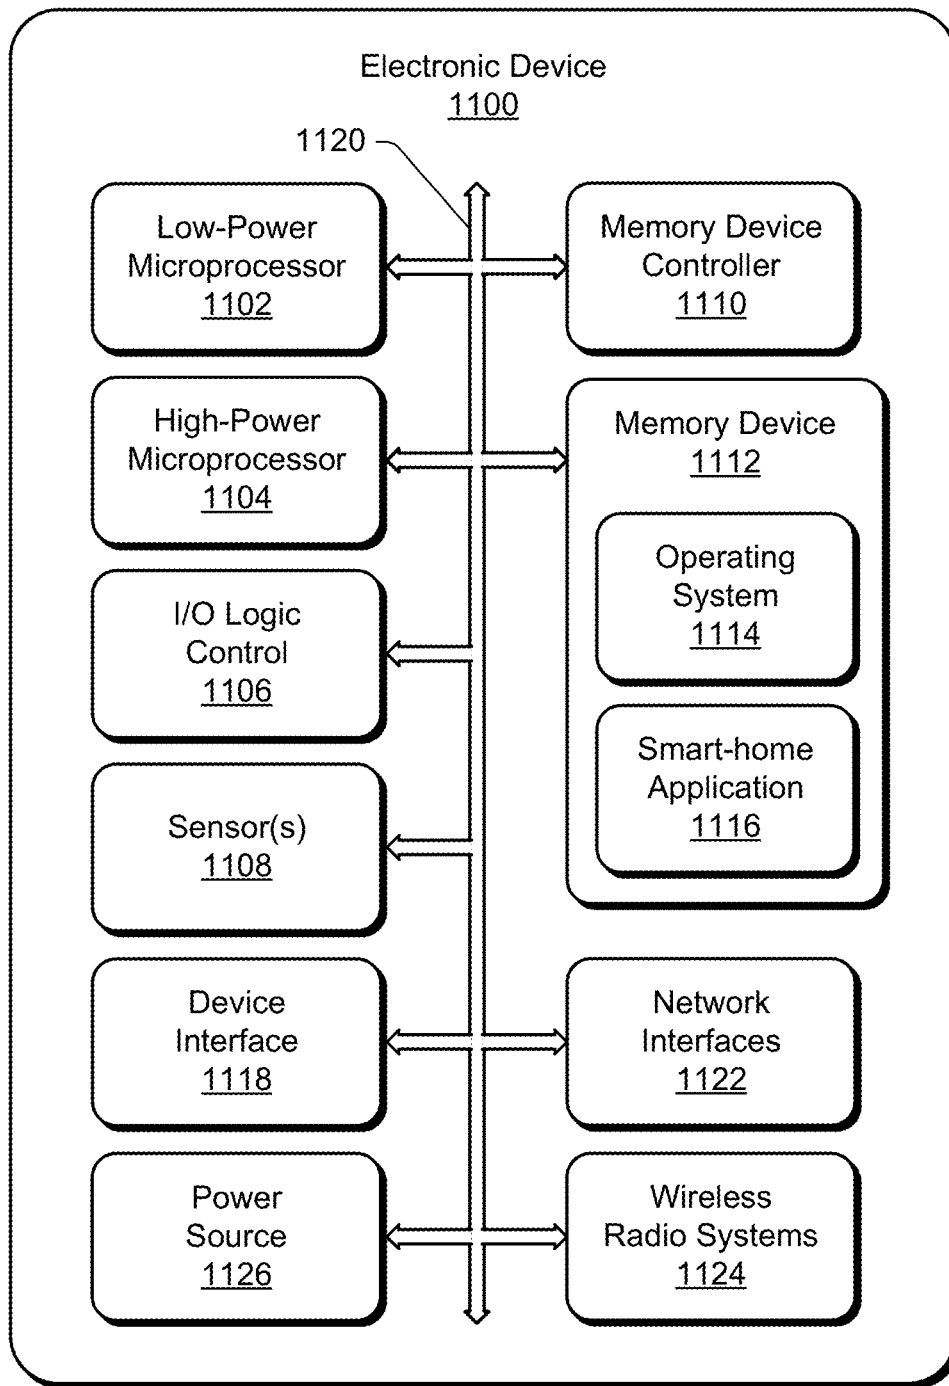 Electronic Device
1100
1120
Low-Power
Microprocessor
1102
Memory Device
Controller
1110
High-Power
Microprocessor
1104
Memory Device
1112
Operating
System
1114
I/O Logic
Control
1106
Smart-home
Application
1116
Sensor(s)
1108
Device
Interface
1118
Network
Interfaces
1122
Power
Source
1126
Wireless
Radio Systems
1124